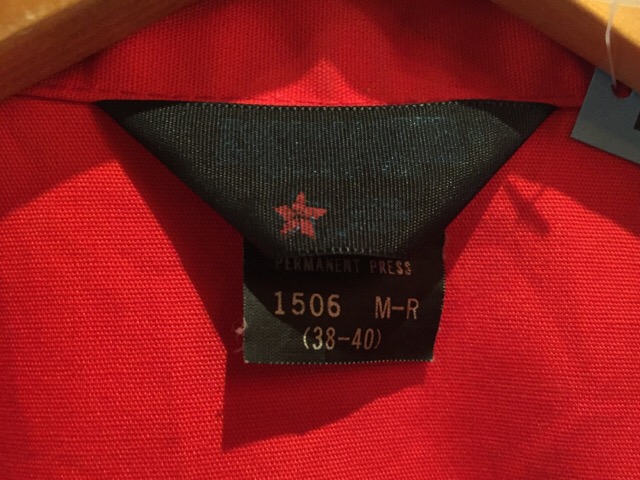 PERMANENT PRESS
1506 M-R
(38-40)